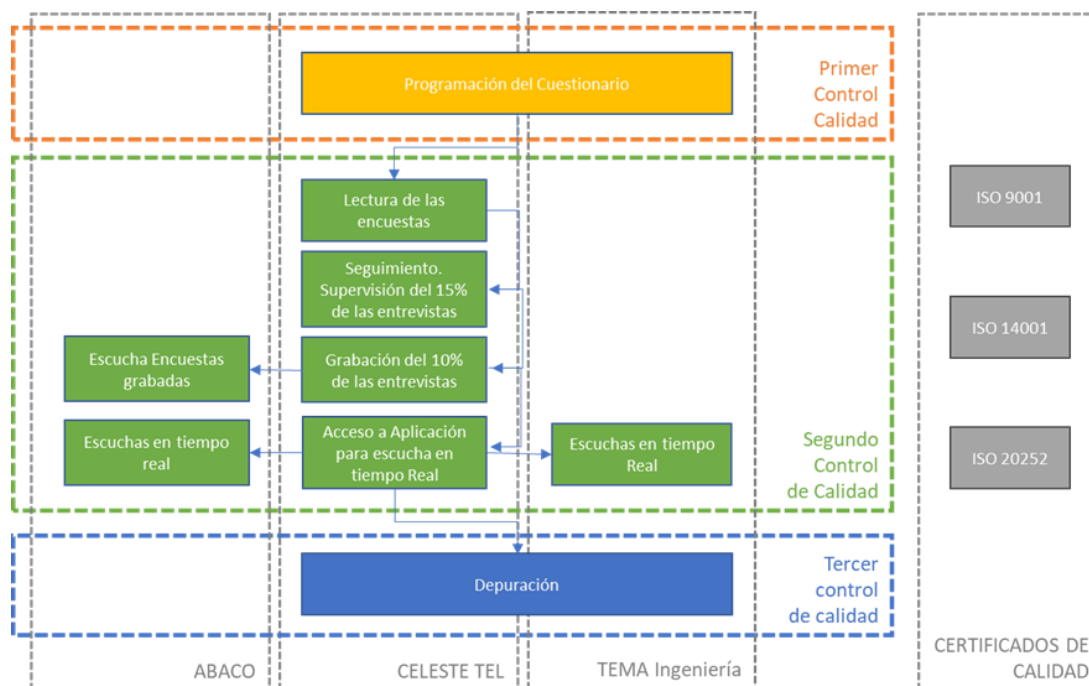 Programación del Cuestionario
Primer
Control
Calidad
Lectura de las
encuestas
Seguimiento.
Supervisión del 15%
de las entrevistas
Escucha Encuestas
grabadas
Grabación del 10%
de las entrevistas
Escuchas en tiempo
real
Acceso a Aplicación
para escucha en
tiempo Real
Escuchas en tiempo
Real
Segundo
Control
de Calidad
Depuración
Tercer
control
de calidad
ABACO
CELESTE TEL
TEMA Ingeniería
ISO 9001
ISO 14001
ISO 20252
CERTIFICADOS DE
CALIDAD